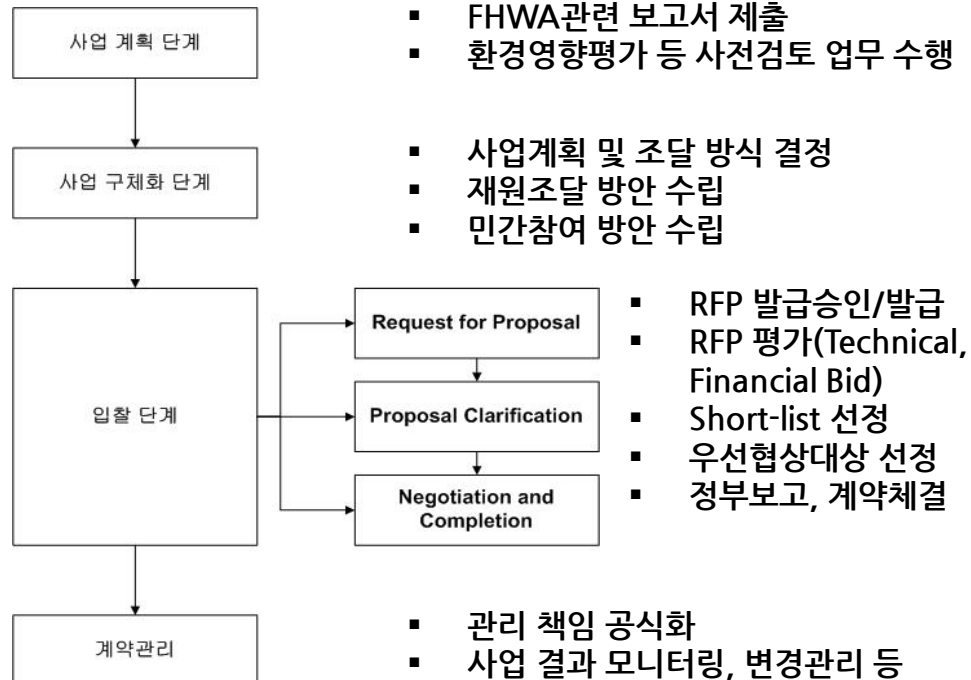 사업 계획 단계
▪ FHWA관련 보고서 제출
▪ 환경영향평가 등 사전검토 업무 수행
사업 구체화 단계
▪ 사업계획 및 조달 방식 결정
▪ 재원조달 방안 수립
▪ 민간참여 방안 수립
입찰 단계
Request for Proposal
Proposal Clarification
Negotiation and
Completion
▪ RFP 발급승인/발급
▪ RFP 평가(Technical,
Financial Bid)
▪ Short-list 선정
▪ 우선협상대상 선정
▪ 정부보고, 계약체결
계약관리
▪ 관리 책임 공식화
▪ 사업 결과 모니터링, 변경관리 등